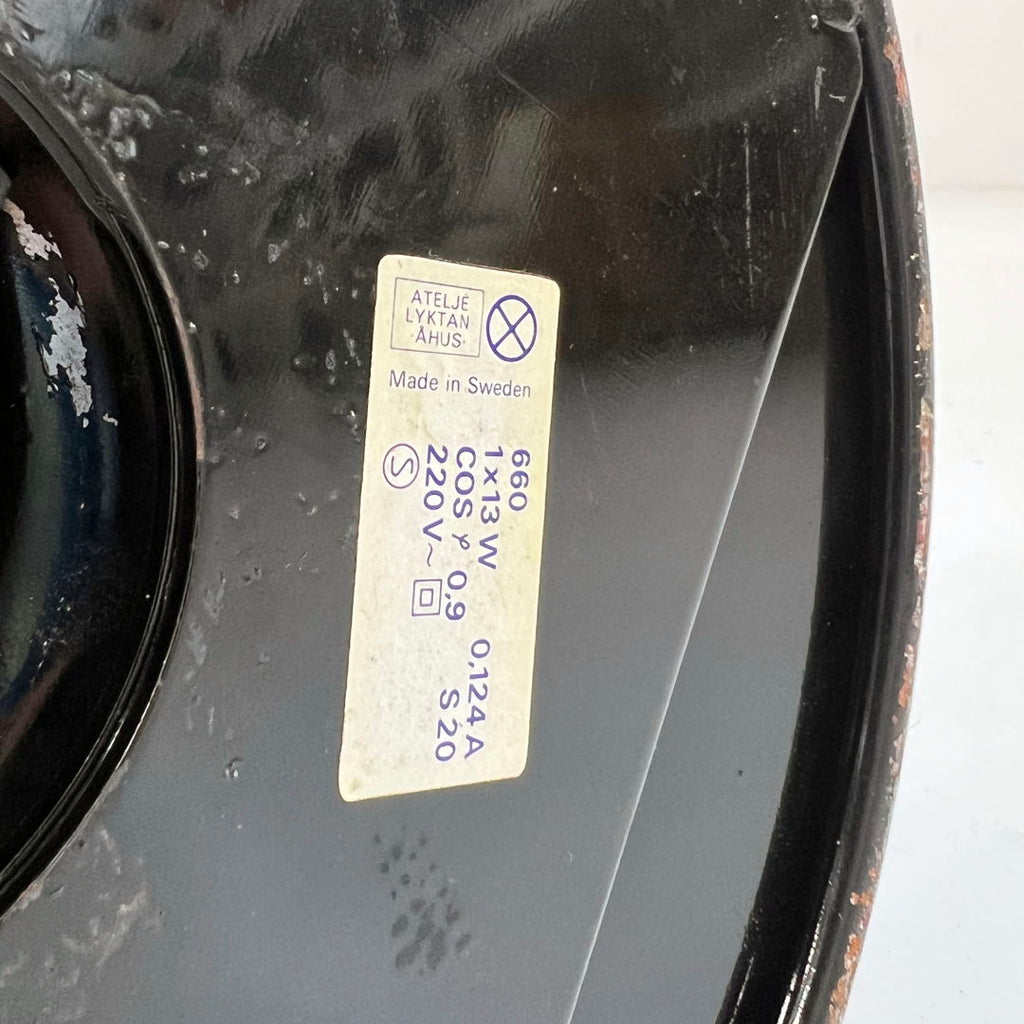 ATELJÉ
LYKTAN
·ÅHUS·
Made in Sweden
660
1x13 W 0,124 A
COS φ 0,9 S 20
220 V ~
S